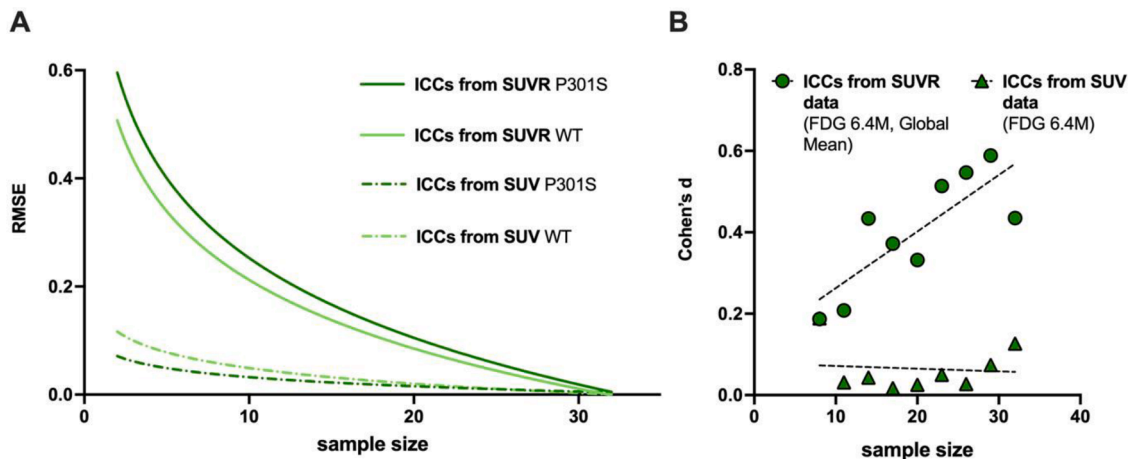 A
0.6
0.4
0.2
0.0
RMSE
0
10
20
30
sample size
ICCs from SUVR P301S
ICCs from SUVR WT
ICCs from SUV P301S
ICCs from SUV WT
B
0.8
0.6
0.4
0.2
0.0
Cohen's d
0
10
20
30
40
sample size
ICCs from SUVR
data
(FDG 6.4M, Global
Mean)
ICCs from SUV
data
(FDG 6.4M)